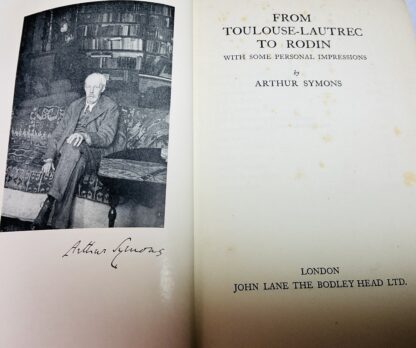 Arthur Symons
FROM
TOULOUSE-LAUTREC
TO RODIN
WITH SOME PERSONAL IMPRESSIONS
by
ARTHUR SYMONS
LONDON
JOHN LANE THE BODLEY HEAD LTD.